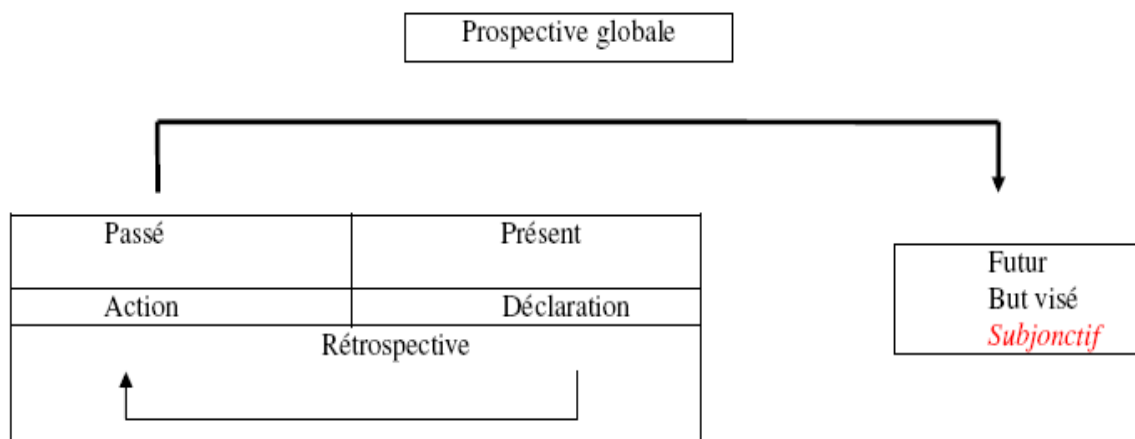 Prospective globale
Passé Présent
Action Déclaration
Rétrospective
Futur
But visé
Subjonctif